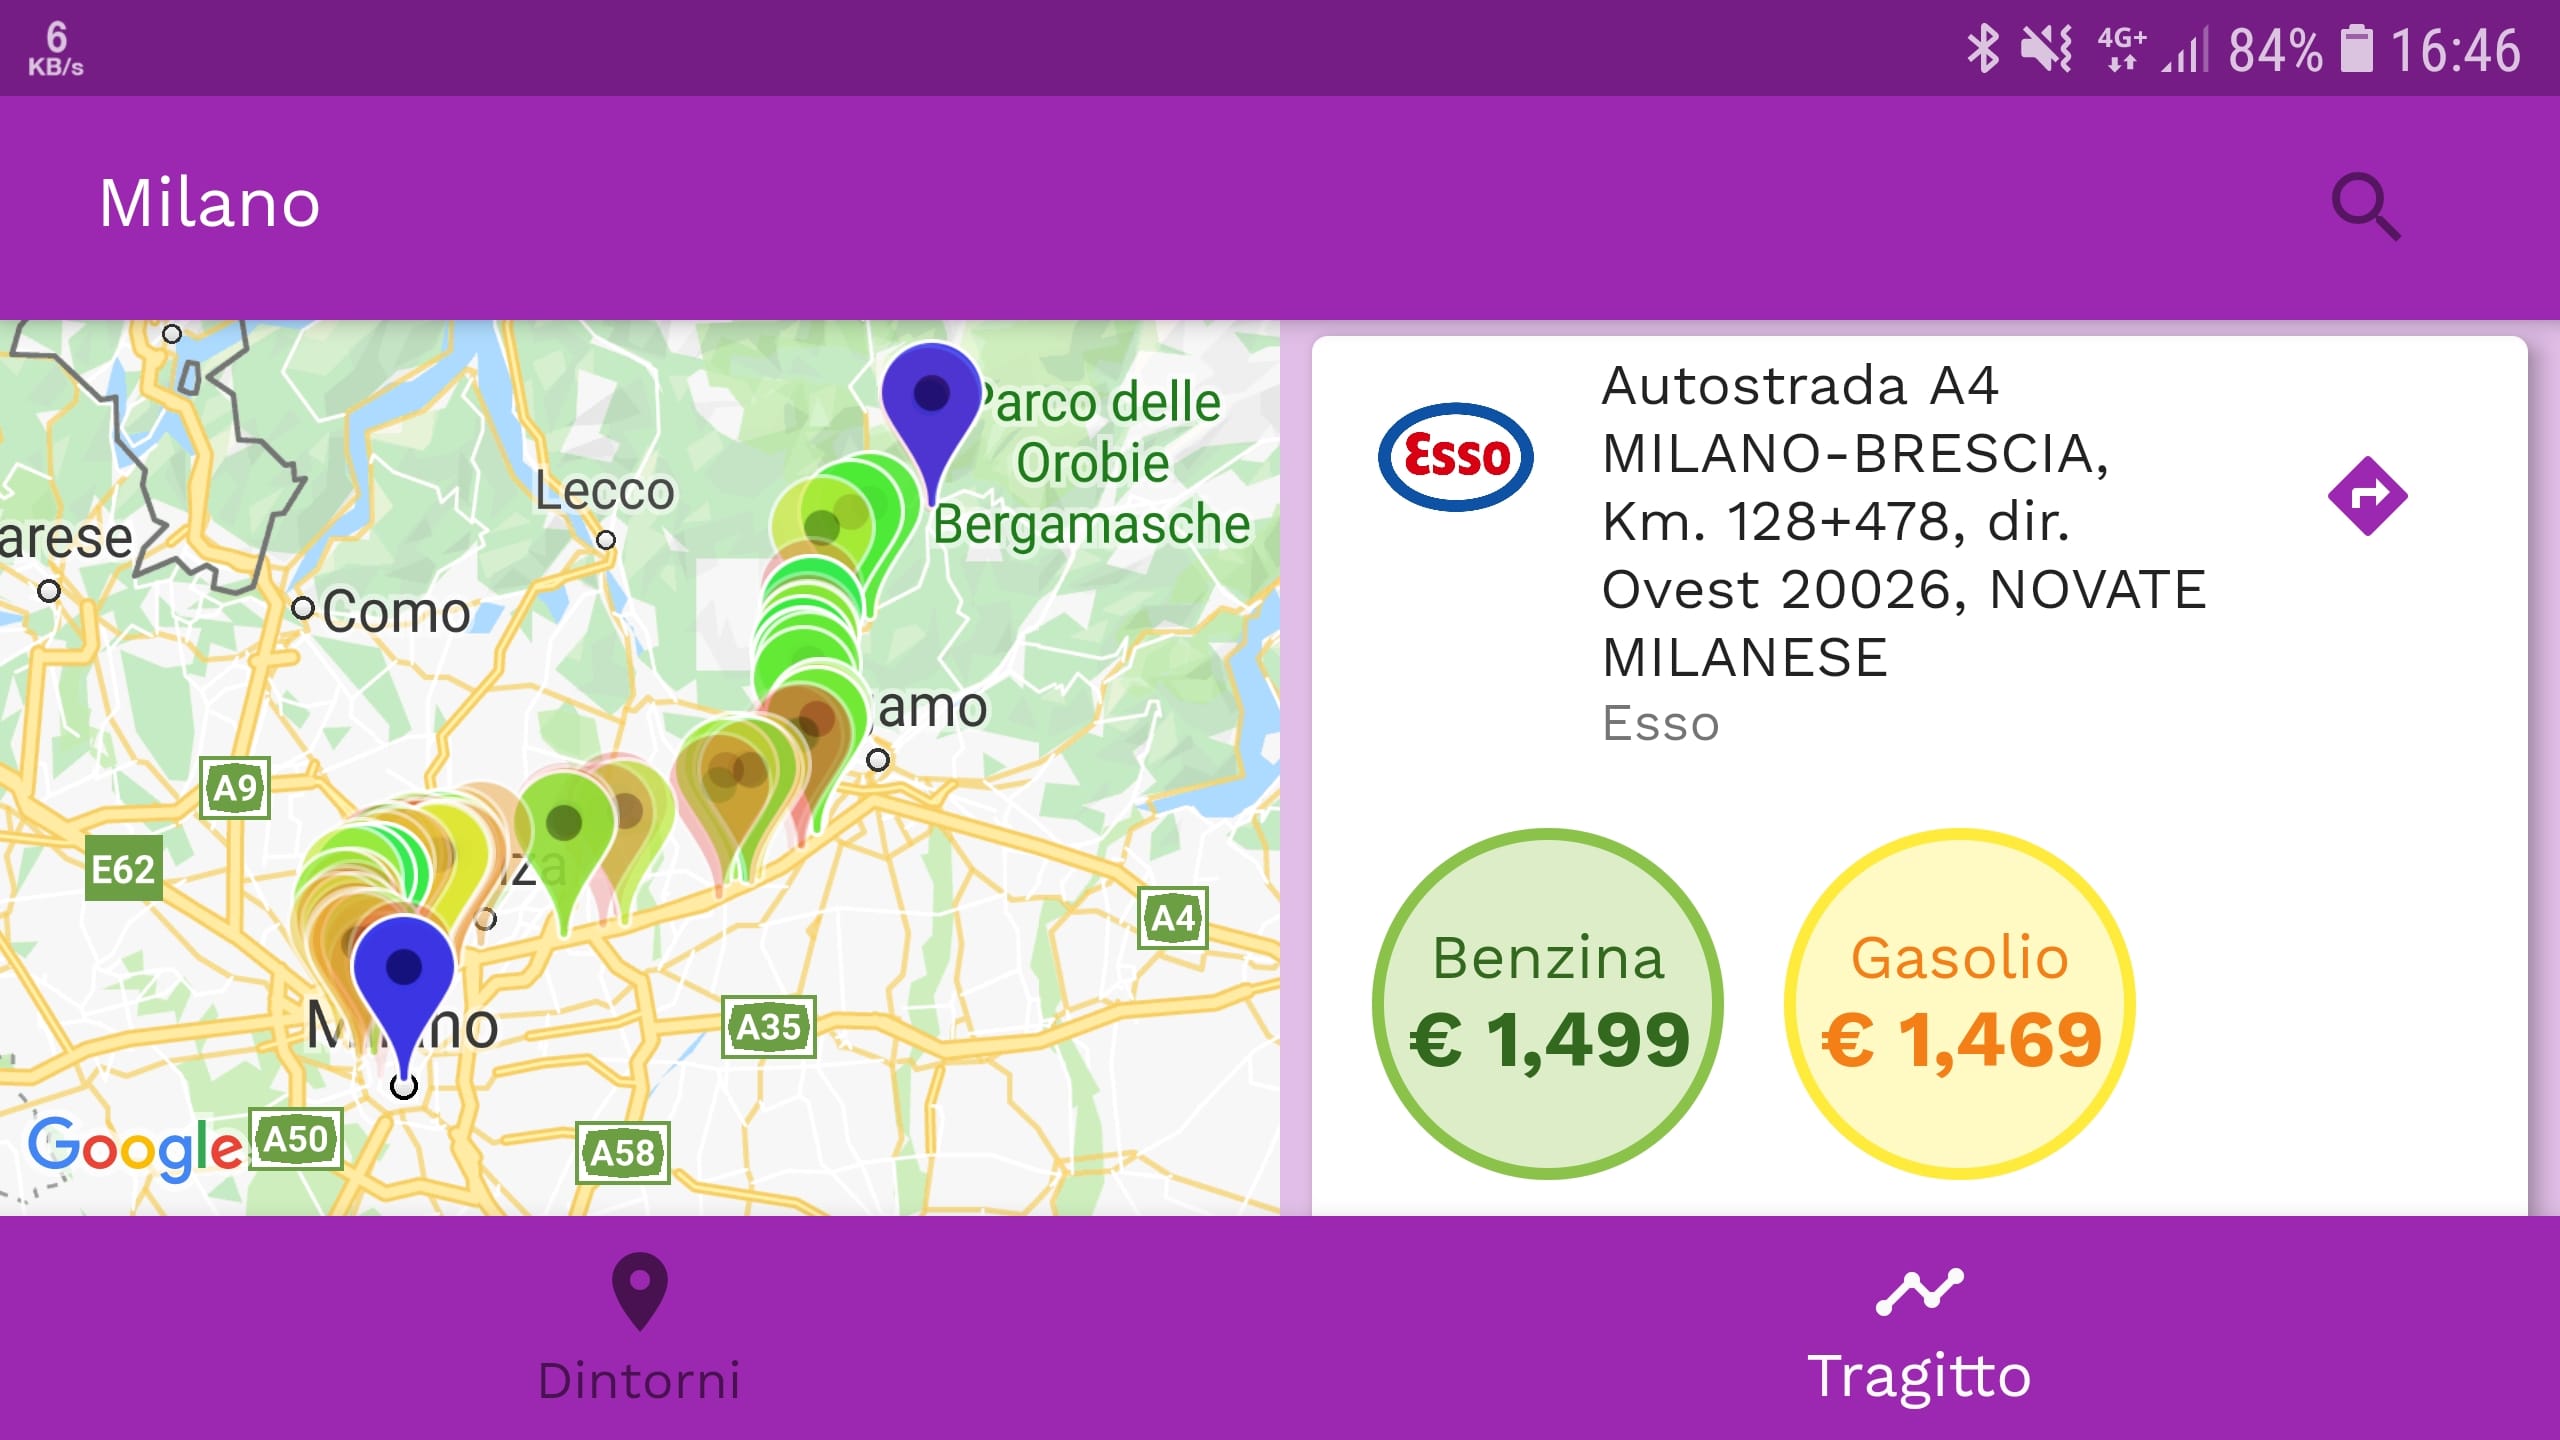 6
KB/s
4G+
84%
16:46
Milano
Parco delle
Orobie
Bergamasche
Lecco
arese
Como
amo
A9
E62
za
A4
M no
A35
A50
A58
Google
Esso
Autostrada A4
MILANO-BRESCIA,
Km. 128+478, dir.
Ovest 20026, NOVATE
MILANESE
Esso
Benzina
€ 1,499
Gasolio
€ 1,469
Dintorni
Tragitto